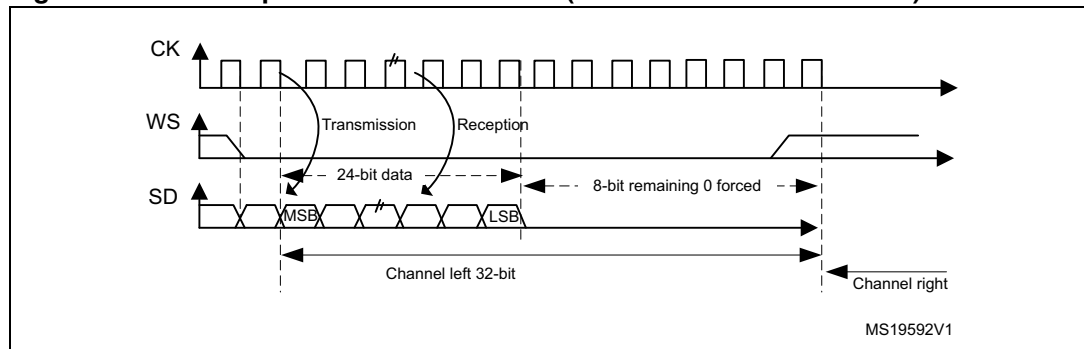 CK
WS
Transmission
Reception
24-bit data
8-bit remaining 0 forced
SD
MSB
LSB
Channel left 32-bit
Channel right
MS19592V1